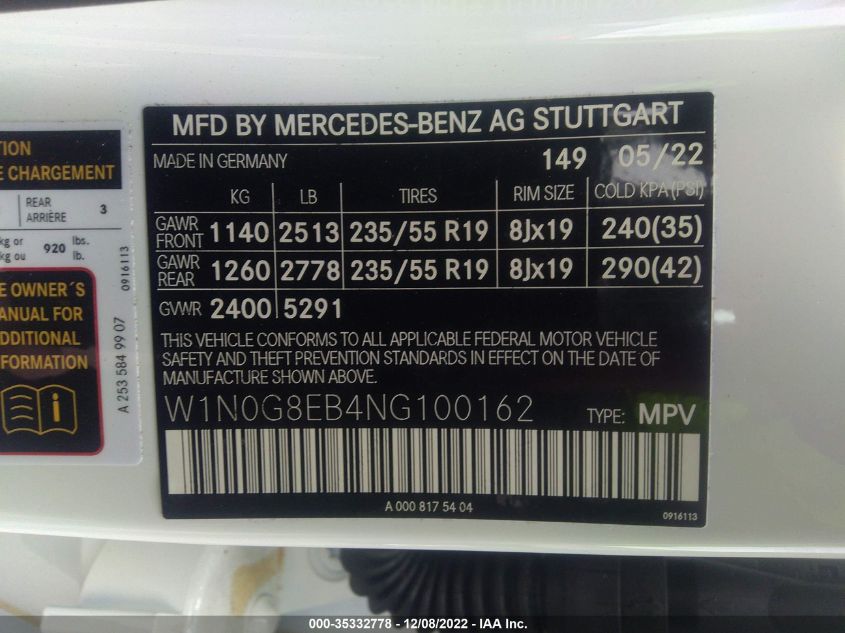 TION
E CHARGEMENT
REAR
ARRIÈRE 3
kg or
kg ou 920 lbs.
lb.
E OWNER´S
MANUAL FOR
ADDITIONAL
INFORMATION
0916113
A 253 584 99 07
MFD BY MERCEDES-BENZ AG STUTTGART
MADE IN GERMANY 149 05/22
KG LB TIRES RIM SIZE COLD KPA(PSI)
GAWR
FRONT 1140 2513 235/55 R19 8Jx19 240(35)
GAWR
REAR 1260 2778 235/55 R19 8Jx19 290(42)
GVWR 2400 5291
THIS VEHICLE CONFORMS TO ALL APPLICABLE FEDERAL MOTOR VEHICLE
SAFETY AND THEFT PREVENTION STANDARDS IN EFFECT ON THE DATE OF
MANUFACTURE SHOWN ABOVE.
W1N0G8EB4NG100162 TYPE: MPV
A 000 817 54 04
0916113
000-35332778 - 12/08/2022 - IAA Inc.